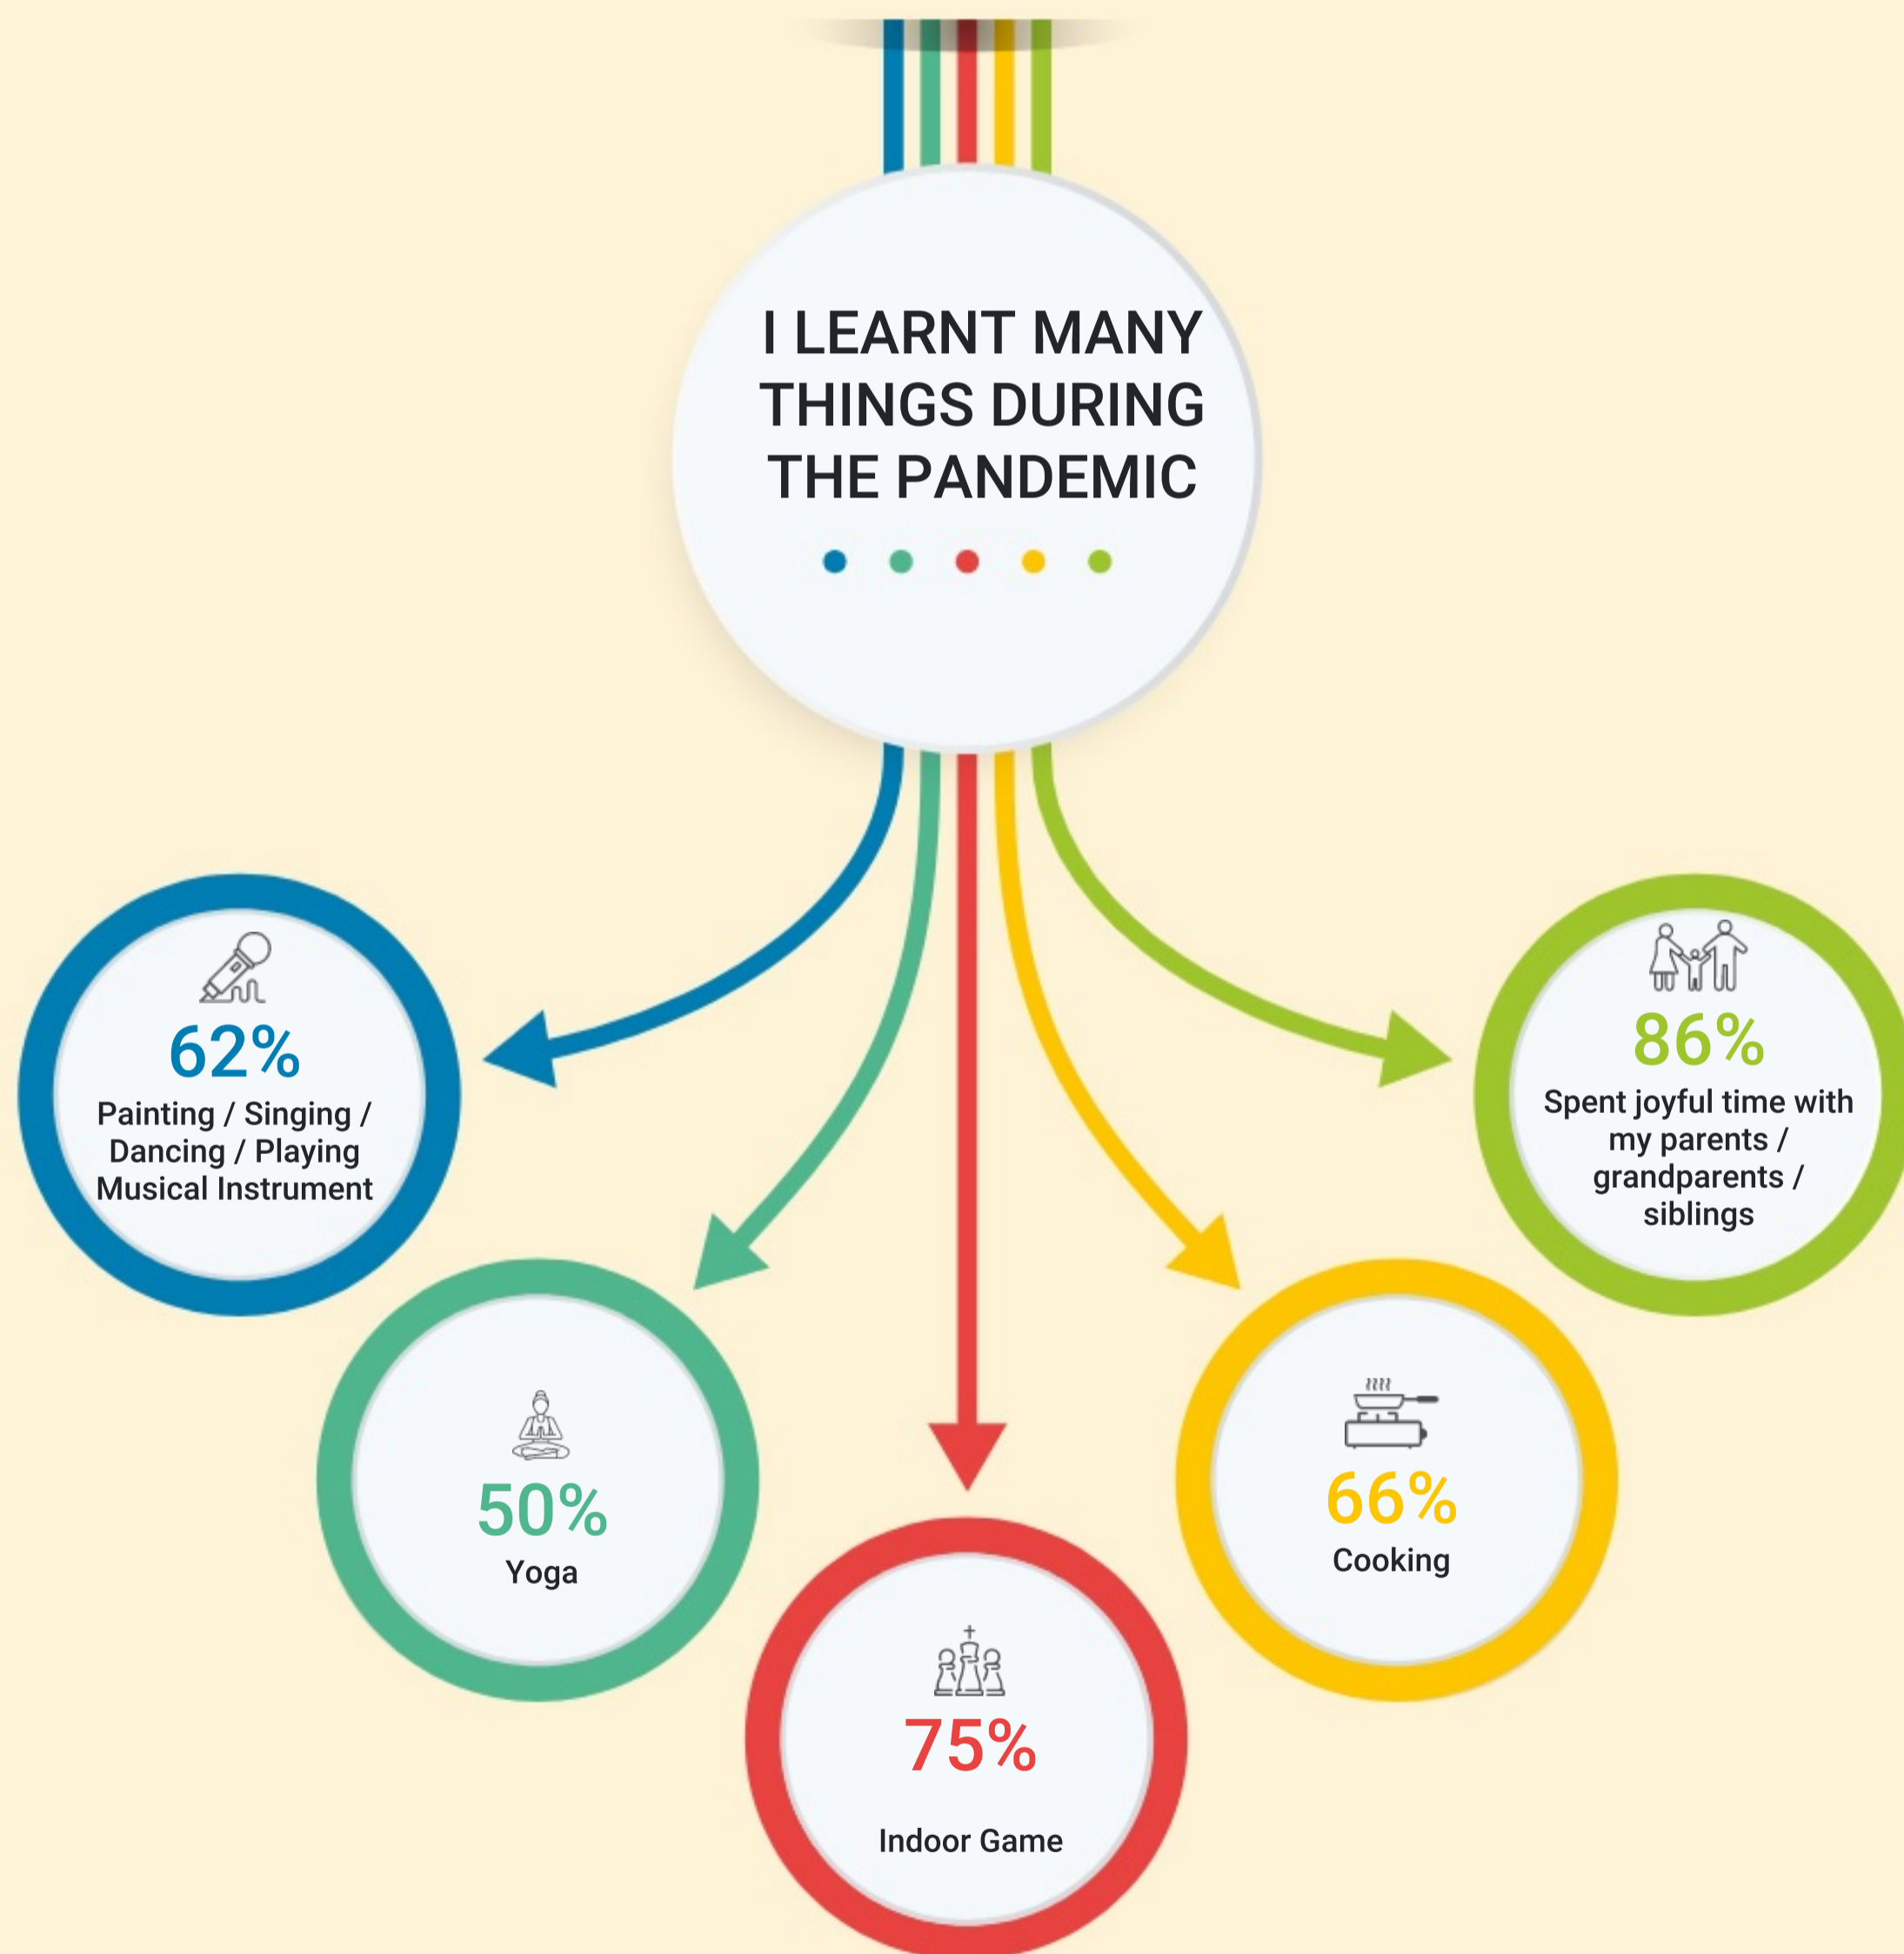 I LEARNT MANY
THINGS DURING
THE PANDEMIC
62%
Painting / Singing /
Dancing / Playing
Musical Instrument
50%
Yoga
75%
Indoor Game
66%
Cooking
86%
Spent joyful time with
my parents /
grandparents /
siblings